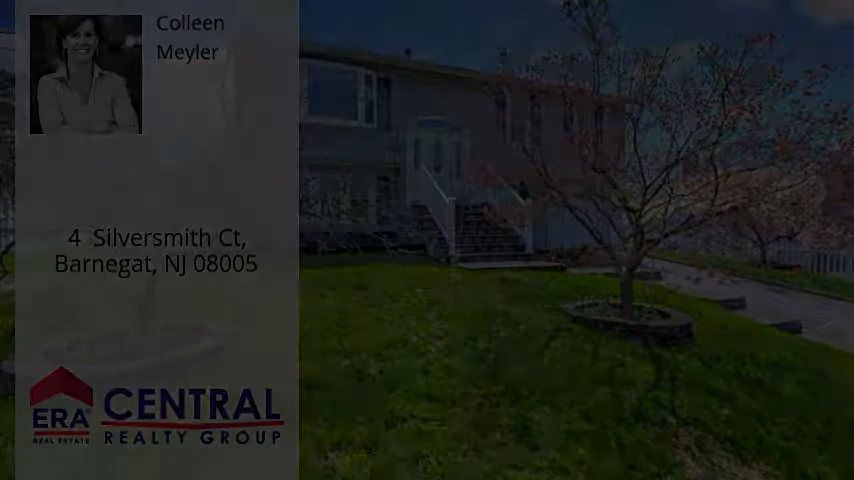 Colleen
Meyler
4 Silversmith Ct,
Barnegat, NJ 08005
ERA
REAL ESTATE
CENTRAL
REALTY GROUP